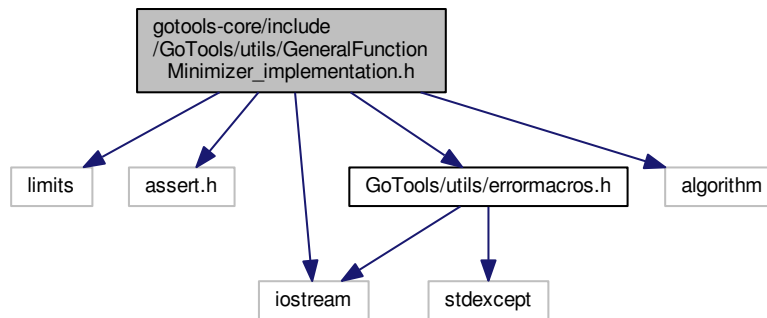 gotools-core/include
/GoTools/utils/GeneralFunction
Minimizer_implementation.h
limits
assert.h
GoTools/utils/errormacros.h
algorithm
iostream
stdexcept